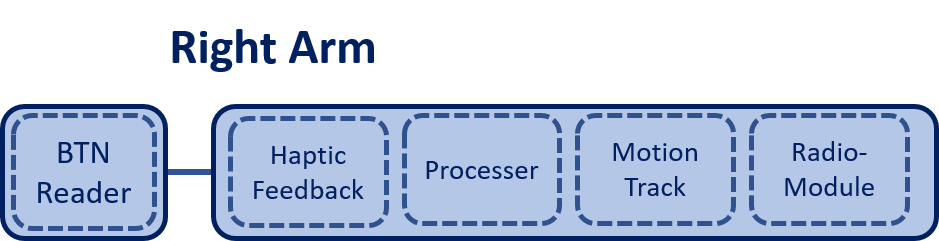 Right Arm
BTN
Reader
Haptic
Feedback
Processer
Motion
Track
Radio-
Module